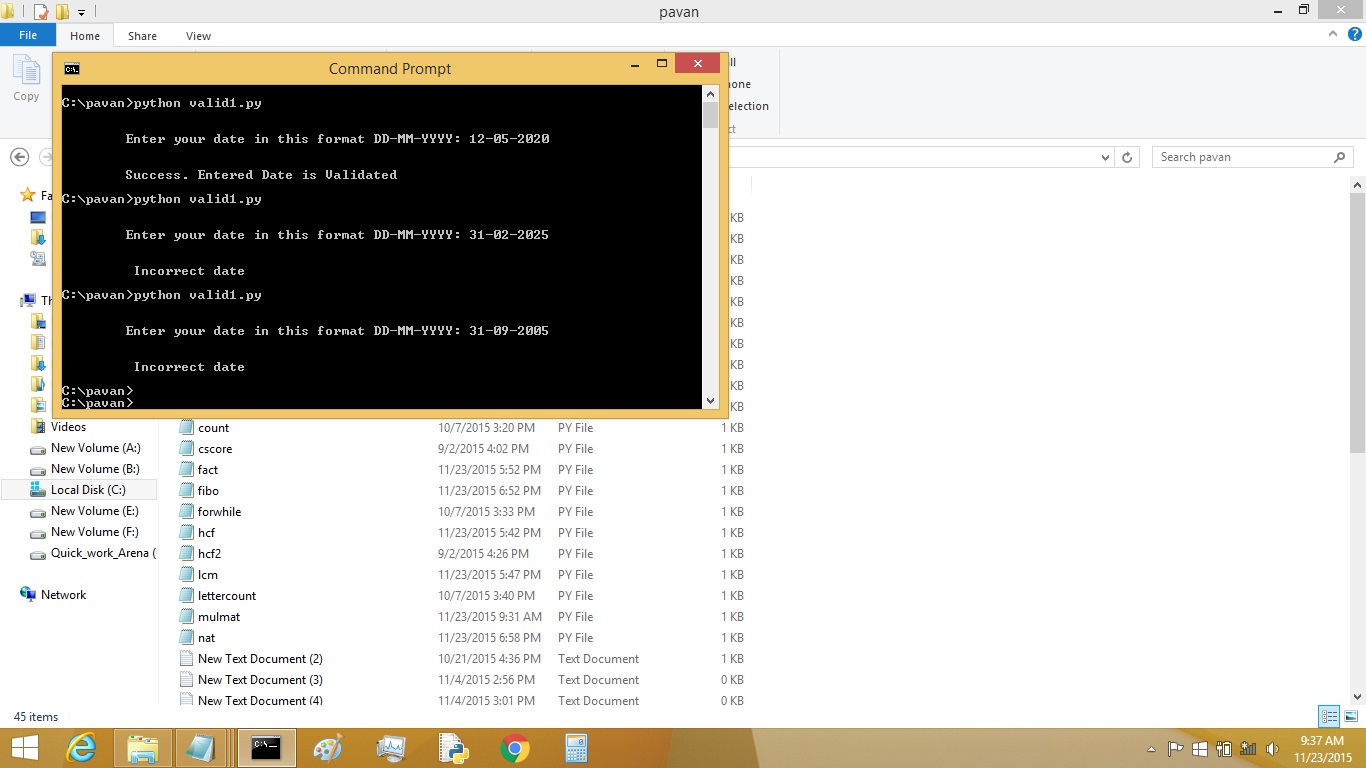 pavan
File Home Share View
Copy
Command Prompt
C:\pavan>python valid1.py
Enter your date in this format DD-MM-YYYY: 12-05-2020
Success. Entered Date is Validated
C:\pavan>python valid1.py
Enter your date in this format DD-MM-YYYY: 31-02-2025
Incorrect date
C:\pavan>python valid1.py
Enter your date in this format DD-MM-YYYY: 31-09-2005
Incorrect date
C:\pavan>
C:\pavan>
Search pavan
KB
KB
KB
KB
KB
KB
KB
KB
KB
KB
Videos
New Volume (A:)
New Volume (B:)
Local Disk (C:)
New Volume (E:)
New Volume (F:)
Quick_work_Arena (
Network
count 10/7/2015 3:20 PM PY File 1 KB
cscore 9/2/2015 4:02 PM PY File 1 KB
fact 11/23/2015 5:52 PM PY File 1 KB
fibo 11/23/2015 6:52 PM PY File 1 KB
forwhile 10/7/2015 3:33 PM PY File 1 KB
hcf 11/23/2015 5:42 PM PY File 1 KB
hcf2 9/2/2015 4:26 PM PY File 1 KB
lcm 11/23/2015 5:47 PM PY File 1 KB
lettercount 10/7/2015 3:40 PM PY File 1 KB
mulmat 11/23/2015 9:31 AM PY File 1 KB
nat 11/23/2015 6:58 PM PY File 1 KB
New Text Document (2) 10/21/2015 4:36 PM Text Document 1 KB
New Text Document (3) 11/4/2015 2:56 PM Text Document 0 KB
New Text Document (4) 11/4/2015 3:01 PM Text Document 0 KB
45 items
9:37 AM
11/23/2015